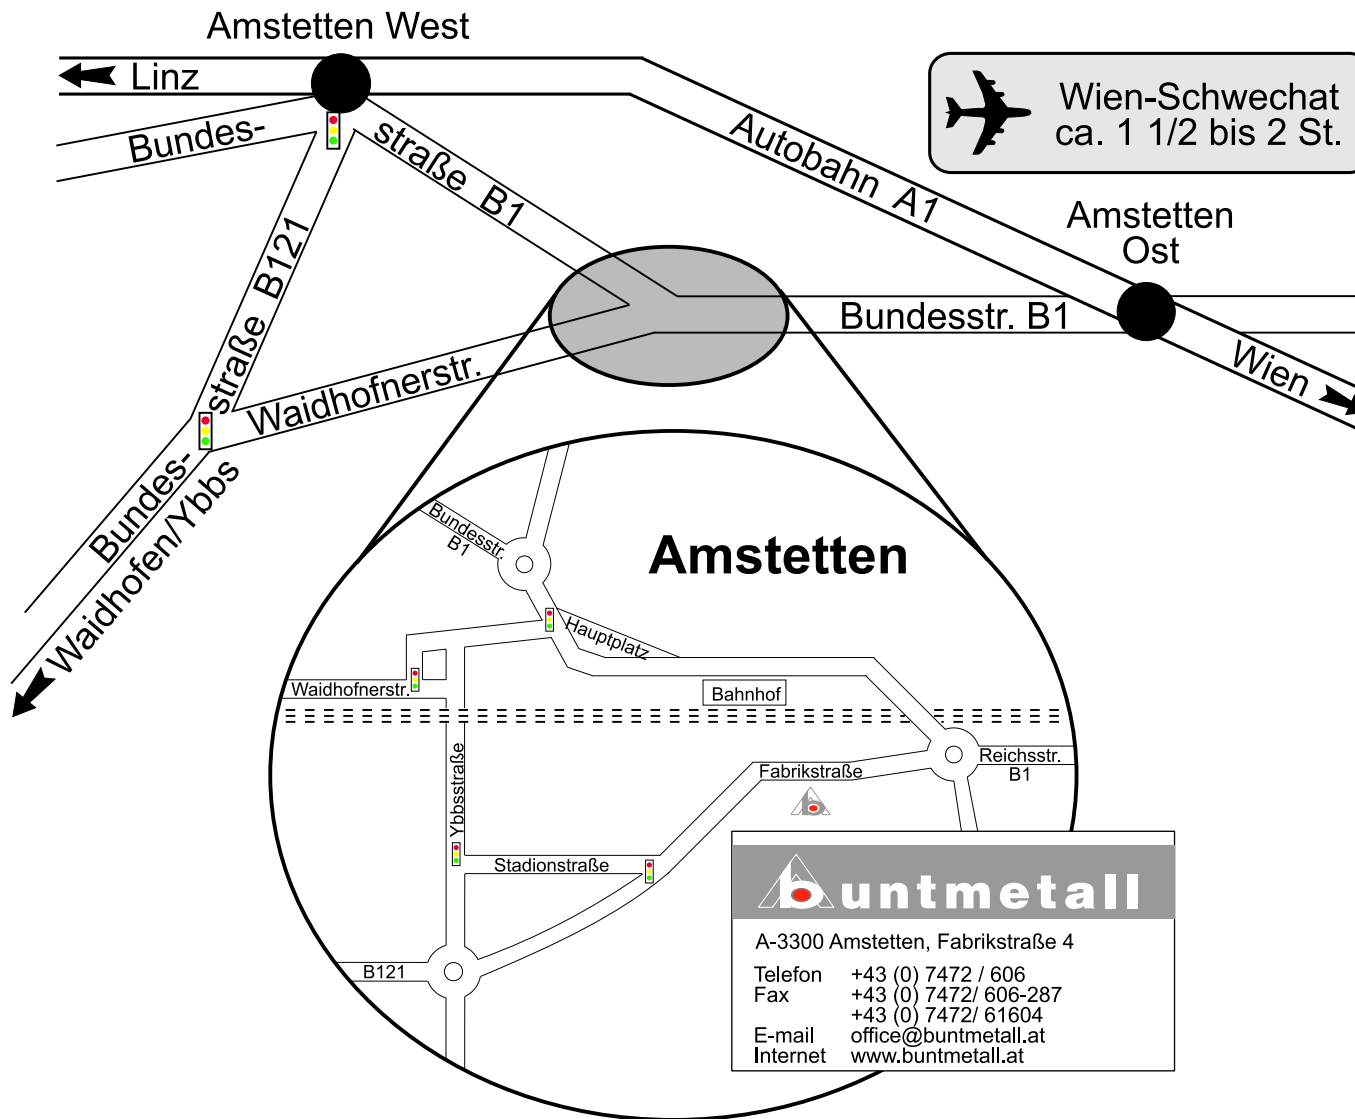 Amstetten West
Linz
Wien-Schwechat
ca. 1 1/2 bis 2 St.
Bundes-
straße B1
Autobahn A1
Amstetten
Ost
straße B121
Bundesstr. B1
Wien
Waidhofnerstr.
Bundes-
Waidhofen/Ybbs
Bundesstr.
B1
Amstetten
Hauptplatz
Waidhofnerstr.
Bahnhof
Reichsstr.
B1
Fabrikstraße
Ybbsstraße
b
Stadionstraße
buntmetall
A-3300 Amstetten, Fabrikstraße 4
B121
Telefon +43 (0) 7472 / 606
Fax +43 (0) 7472/ 606-287
+43 (0) 7472/ 61604
E-mail office@buntmetall.at
Internet www.buntmetall.at